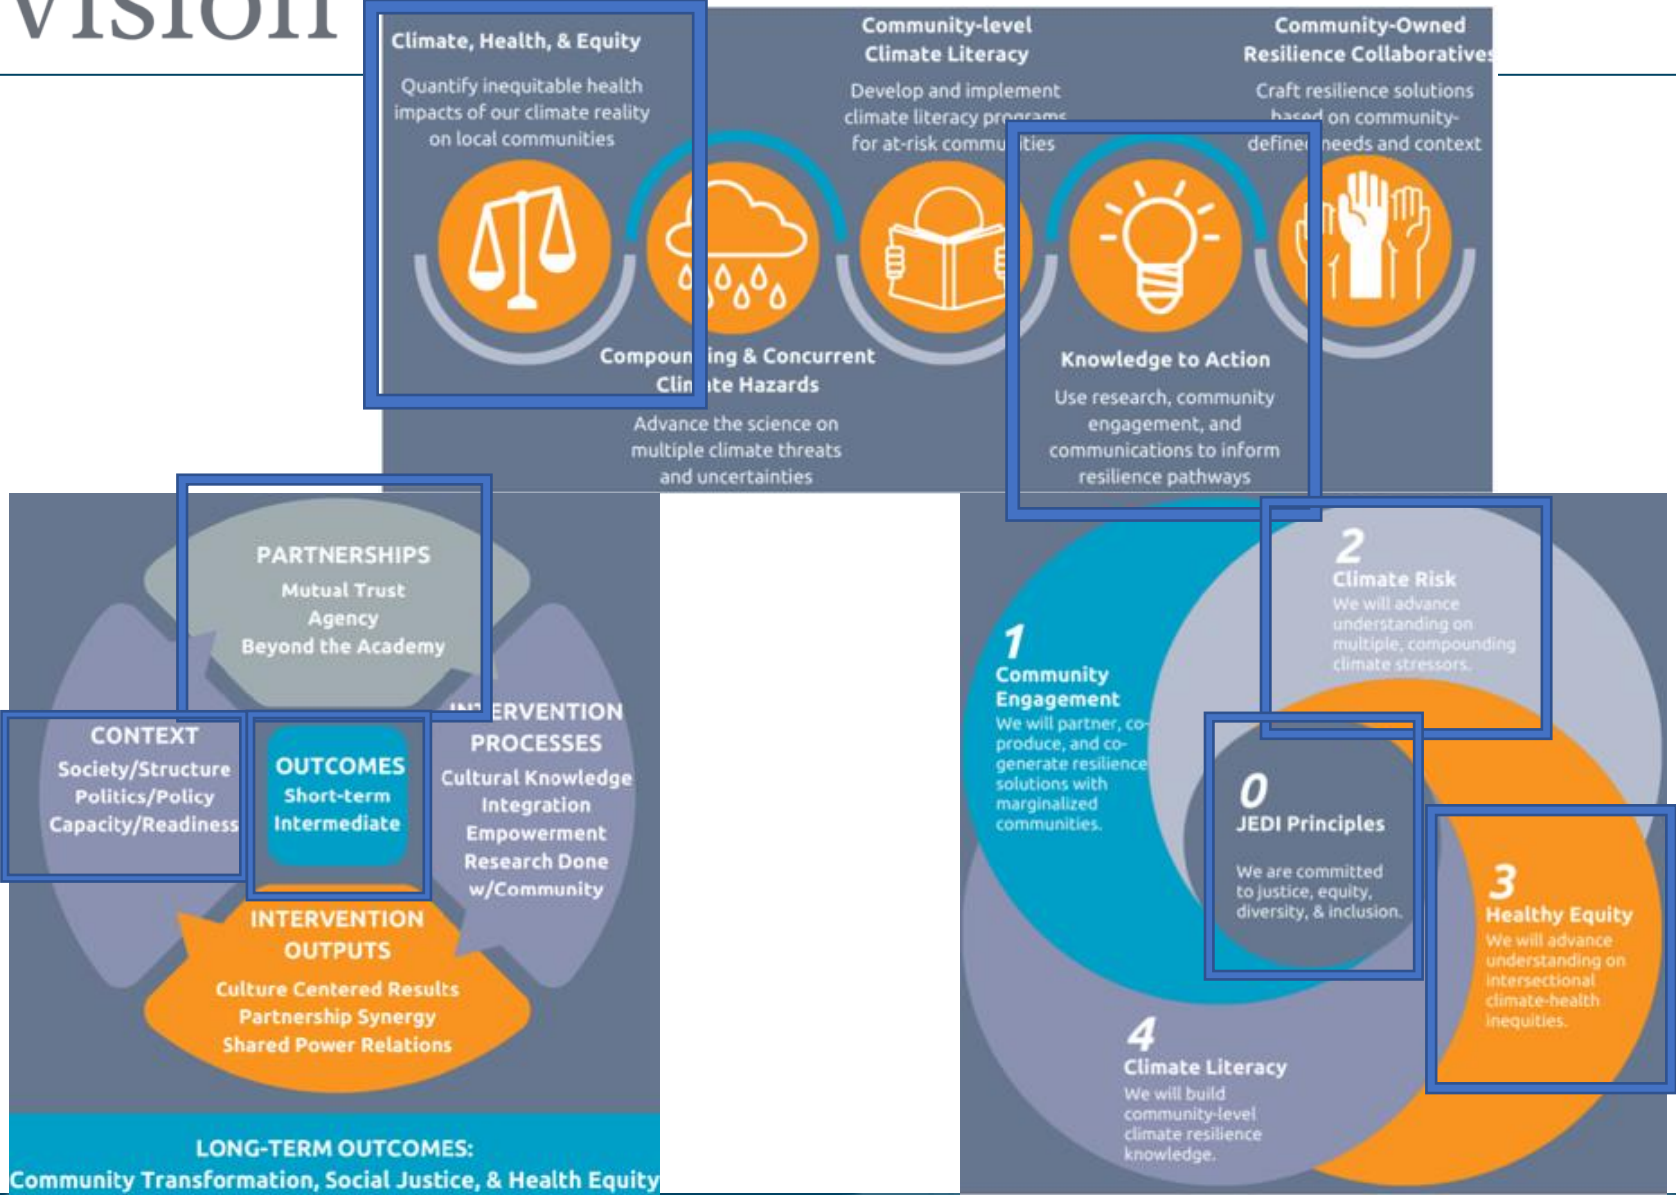 vision
Climate, Health, & Equity
Quantify inequitable health
impacts of our climate reality
on local communities
Community-level
Climate Literacy
Develop and implement
climate literacy programs
for at-risk communities
Community-Owned
Resilience Collaboratives
Craft resilience solutions
based on community-
defined needs and context
Compounding & Concurrent
Climate Hazards
Advance the science on
multiple climate threats
and uncertainties
Knowledge to Action
Use research, community
engagement, and
communications to inform
resilience pathways
PARTNERSHIPS
Mutual Trust
Agency
Beyond the Academy
CONTEXT
Society/Structure
Politics/Policy
Capacity/Readiness
OUTCOMES
Short-term
Intermediate
INTERVENTION
PROCESSES
Cultural Knowledge
Integration
Empowerment
Research Done
w/Community
INTERVENTION
OUTPUTS
Culture Centered Results
Partnership Synergy
Shared Power Relations
LONG-TERM OUTCOMES:
Community Transformation, Social Justice, & Health Equity
0
JEDI Principles
We are committed
to justice, equity,
diversity, & inclusion.
1
Community
Engagement
We will partner, co-
produce, and co-
generate resilience
solutions with
marginalized
communities.
2
Climate Risk
We will advance
understanding on
multiple, compounding
climate stressors.
3
Healthy Equity
We will advance
understanding on
intersectional
climate-health
inequities.
4
Climate Literacy
We will build
community-level
climate resilience
knowledge.